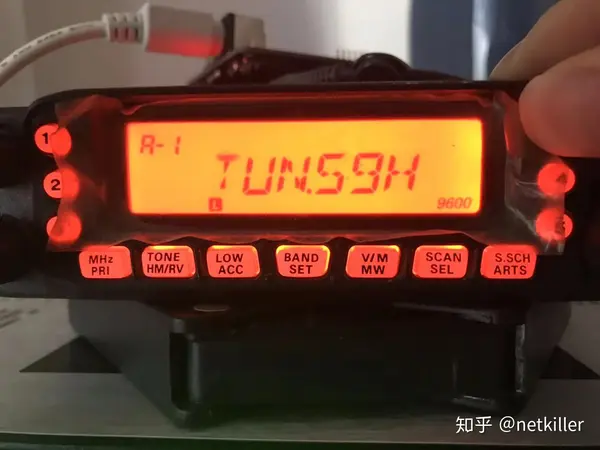 A-1
TUN.59H
L
9600
1
2
MHz
PRI
TONE
HM/RV
LOW
ACC
BAND
SET
V/M
MW
SCAN
SEL
S.SCH
ARTS
知乎 @netkiller